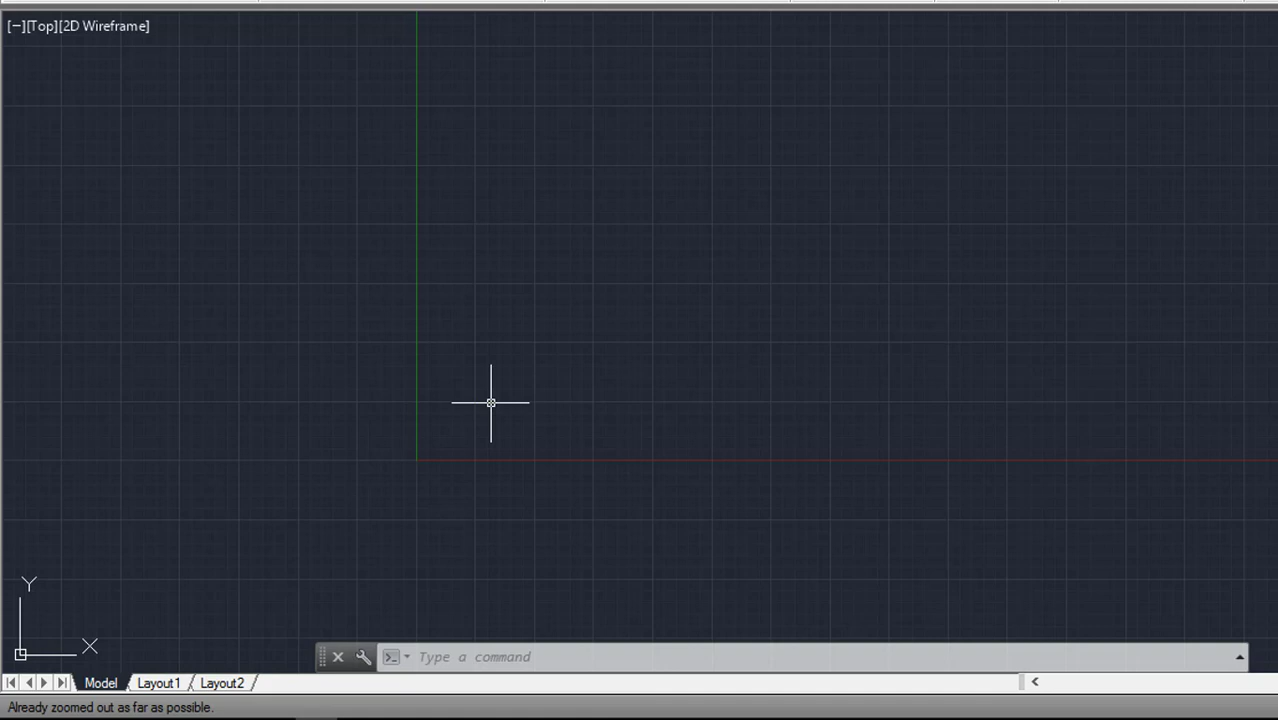 [−][Top][2D Wireframe]
Y
X
Type a command
Model Layout1 Layout2
Already zoomed out as far as possible.